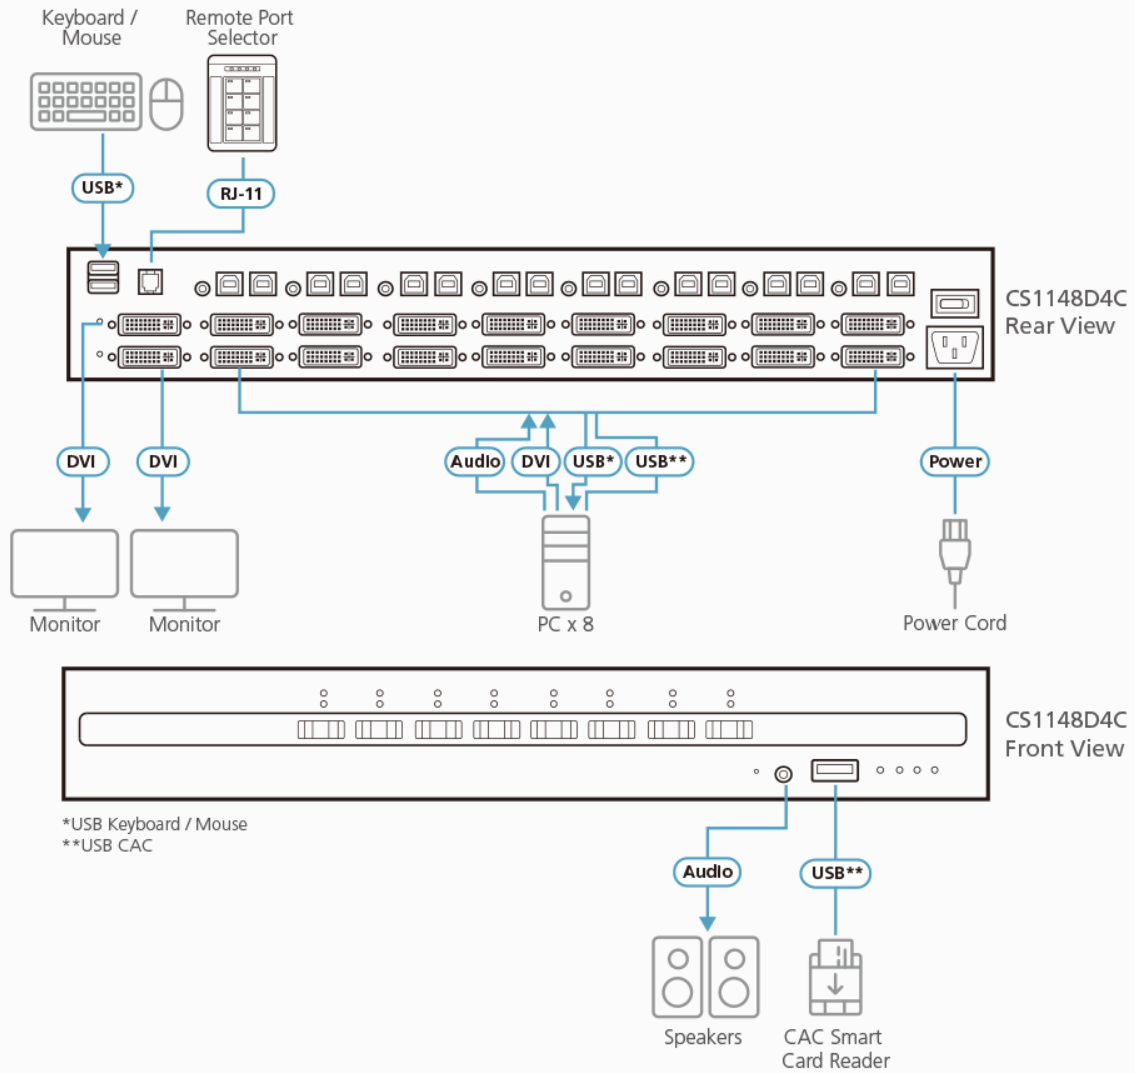 Keyboard /
Mouse
Remote Port
Selector
USB*
RJ-11
CS1148D4C
Rear View
DVI
DVI
Audio
DVI
USB*
USB**
Power
Monitor
Monitor
PC x 8
Power Cord
CS1148D4C
Front View
*USB Keyboard / Mouse
**USB CAC
Audio
USB**
Speakers
CAC Smart
Card Reader